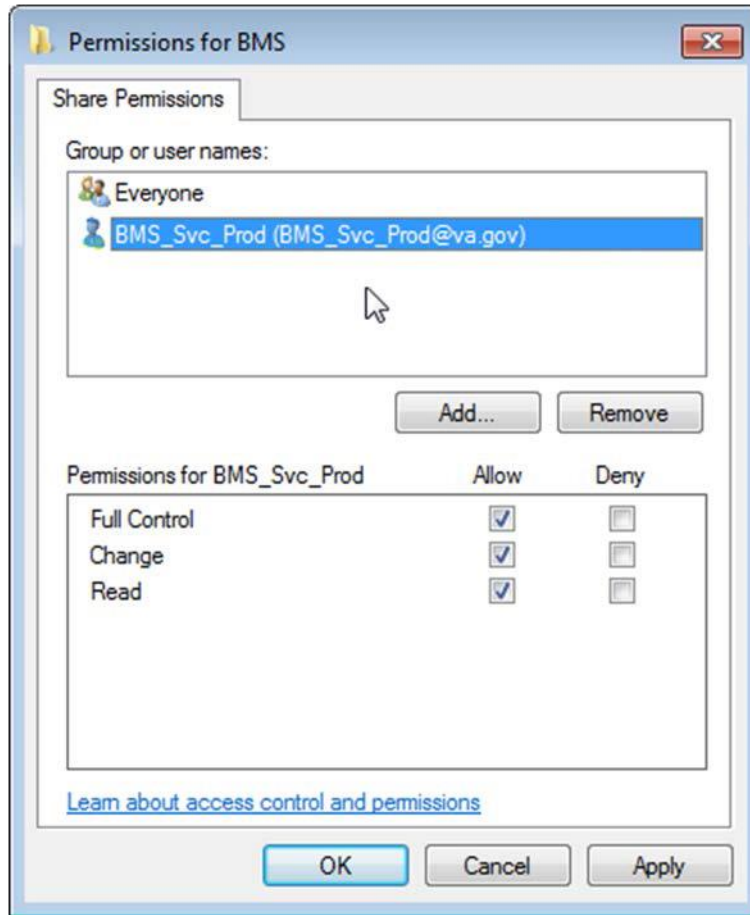 Permissions for BMS
Share Permissions
Group or user names:
Everyone
BMS_Svc_Prod (BMS_Svc_Prod@va.gov)
Add... Remove
Permissions for BMS_Svc_Prod Allow Deny
Full Control
Change
Read
Learn about access control and permissions
OK Cancel Apply